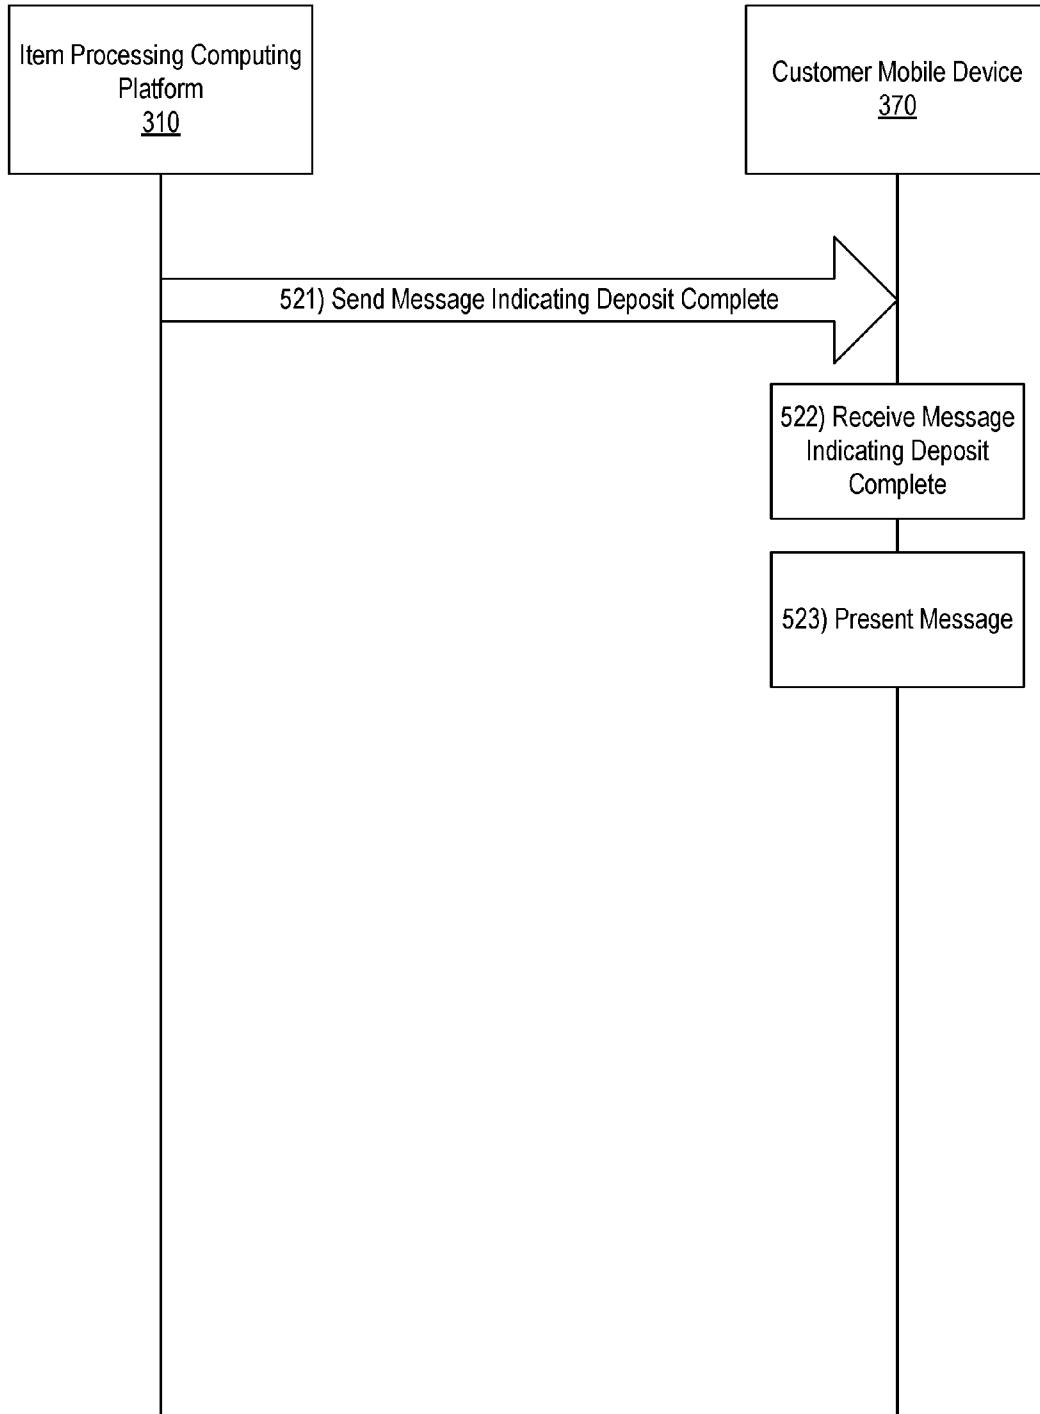 Item Processing Computing
Platform
310
Customer Mobile Device
370
521) Send Message Indicating Deposit Complete
522) Receive Message
Indicating Deposit
Complete
523) Present Message